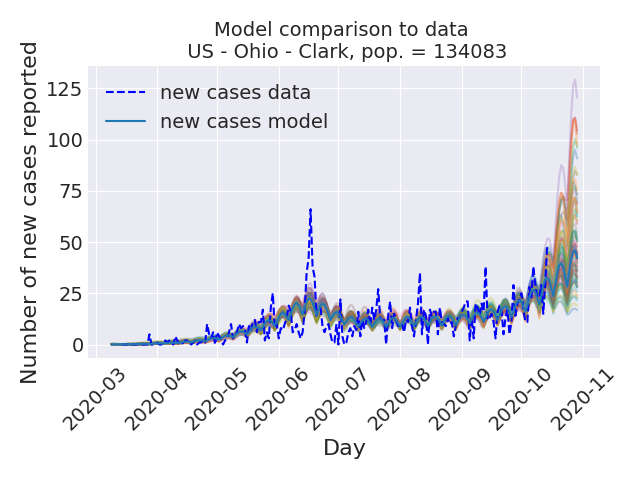 Model comparison to data
US - Ohio - Clark, pop. = 134083
Number of new cases reported
125
100
75
50
25
0
new cases data
new cases model
2020-03
2020-04
2020-05
2020-06
2020-07
2020-08
2020-09
2020-10
2020-11
Day